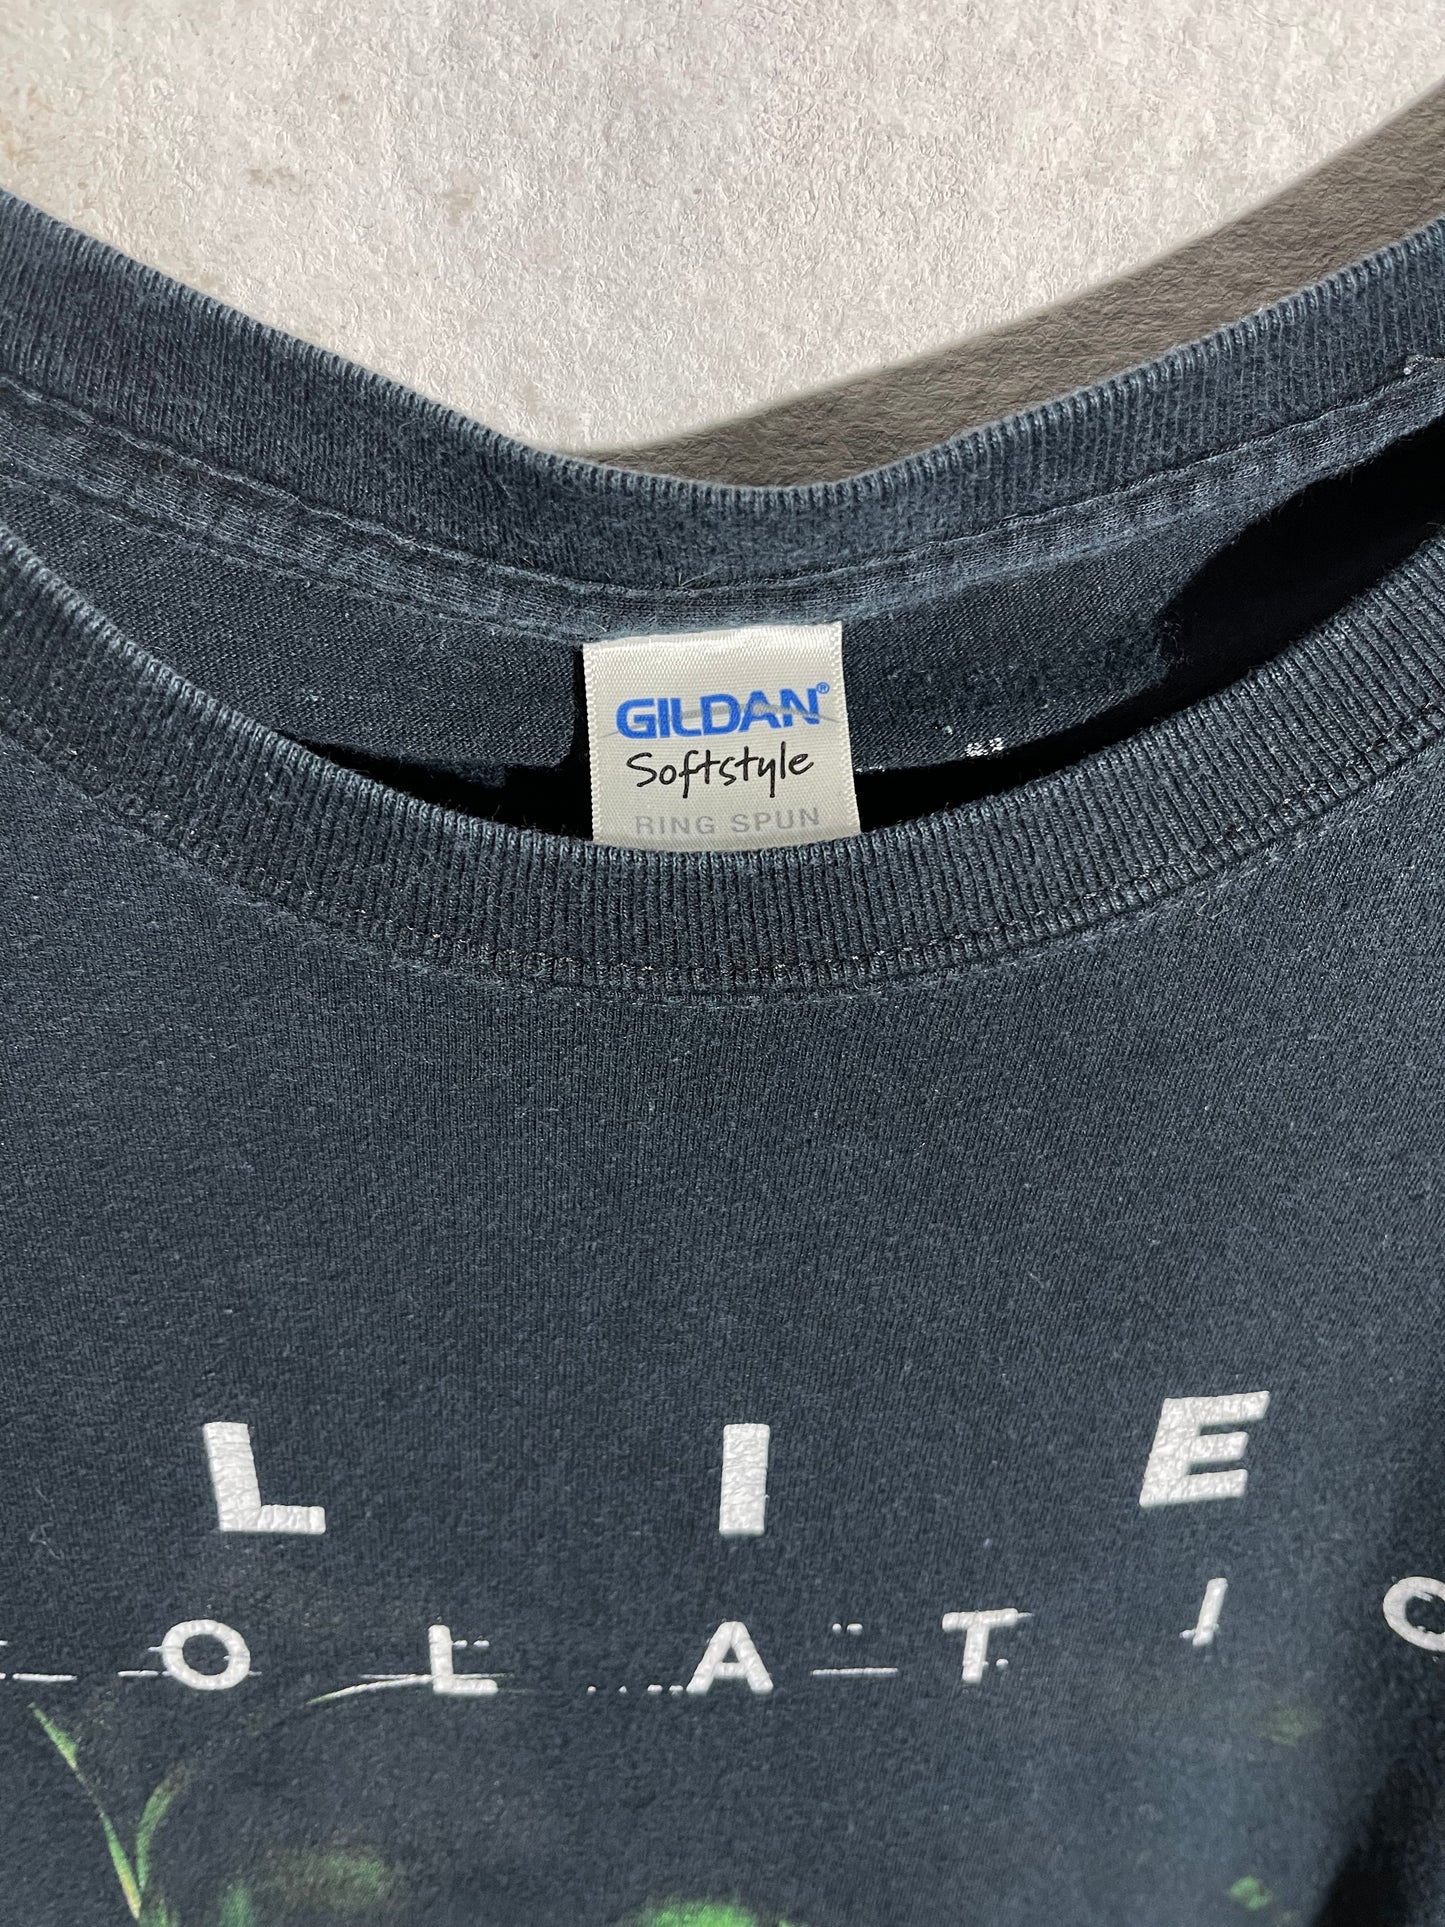 GILDAN®
Softstyle
RING SPUN
L I E
O L A T I O